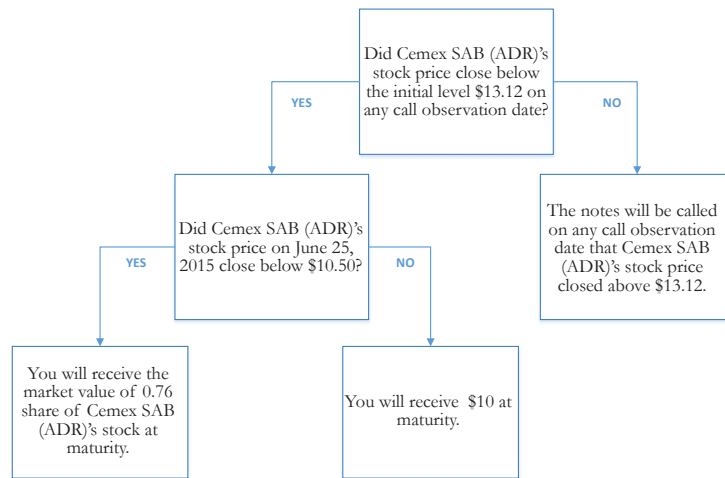 Did Cemex SAB (ADR)'s
stock price close below
the initial level $13.12 on
any call observation date?
YES
NO
Did Cemex SAB (ADR)'s
stock price on June 25,
2015 close below $10.50?
The notes will be called
on any call observation
date that Cemex SAB
(ADR)'s stock price
closed above $13.12.
YES
NO
You will receive the
market value of 0.76
share of Cemex SAB
(ADR)'s stock at
maturity.
You will receive $10 at
maturity.